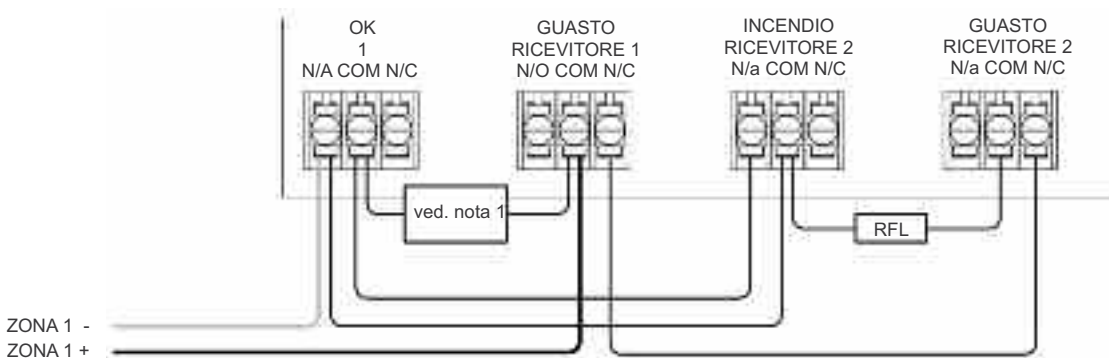 OK
1
N/A COM N/C
GUASTO
RICEVITORE 1
N/O COM N/C
INCENDIO
RICEVITORE 2
N/a COM N/C
GUASTO
RICEVITORE 2
N/a COM N/C
ved. nota 1
RFL
ZONA 1 -
ZONA 1 +